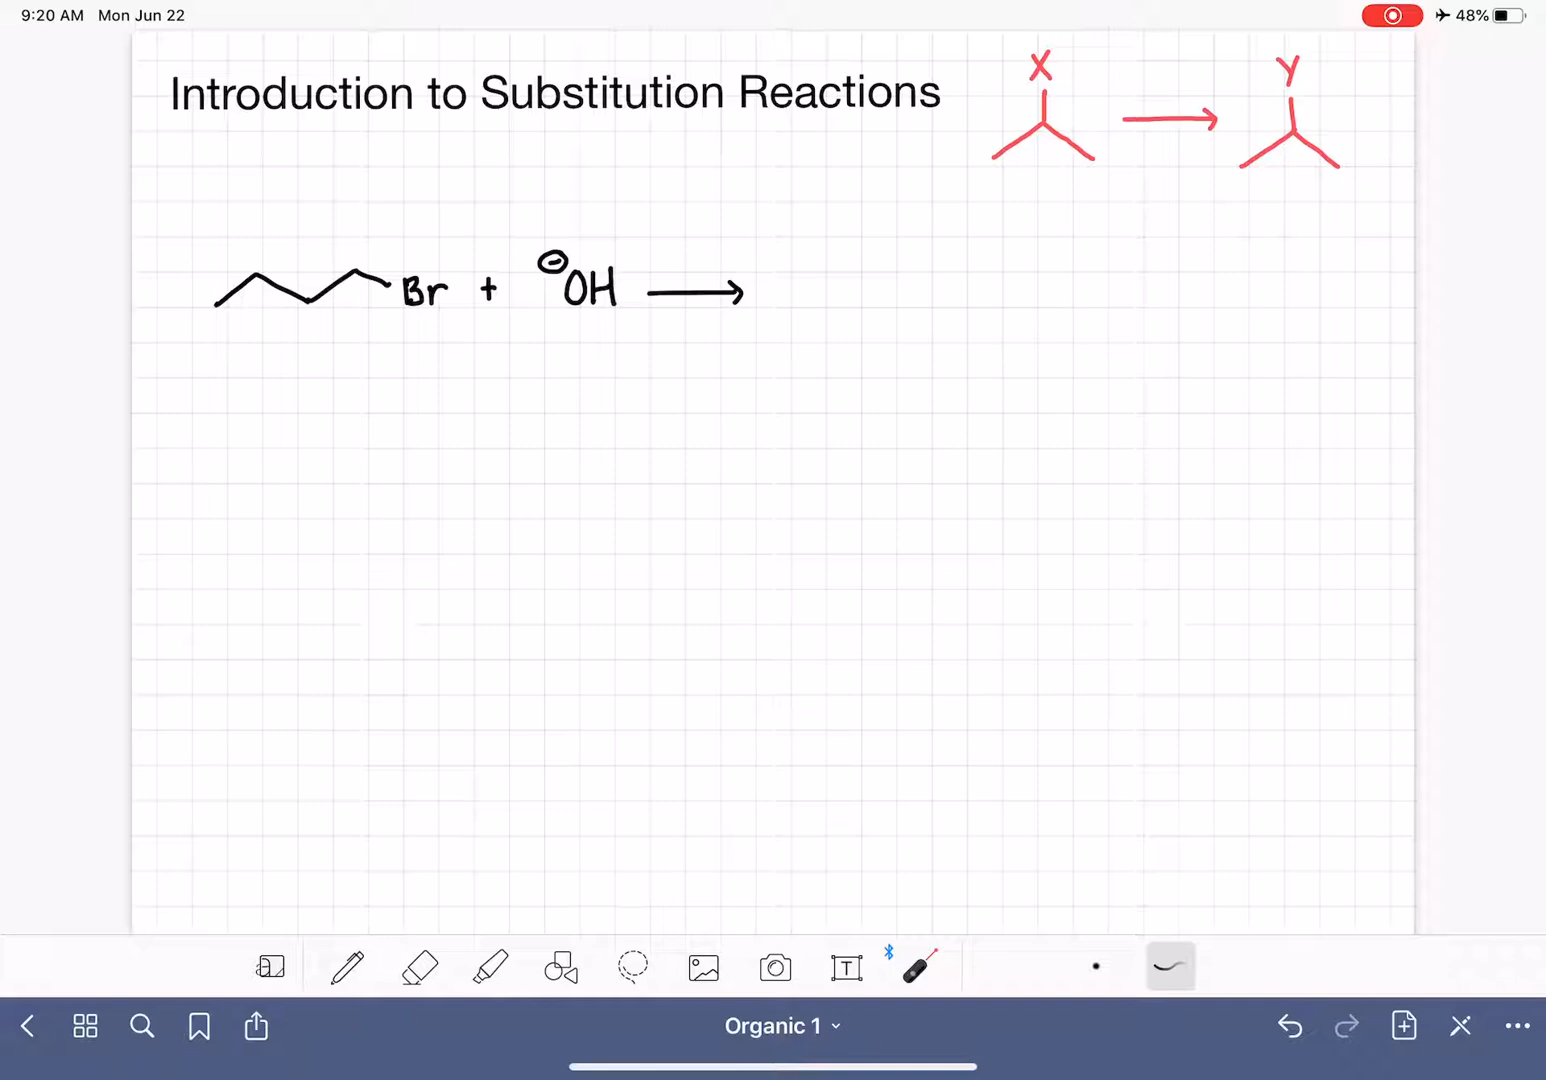 9:20 AM Mon Jun 22
48%
Introduction to Substitution Reactions
X → Y
Br + ⊖OH →
T
Organic 1